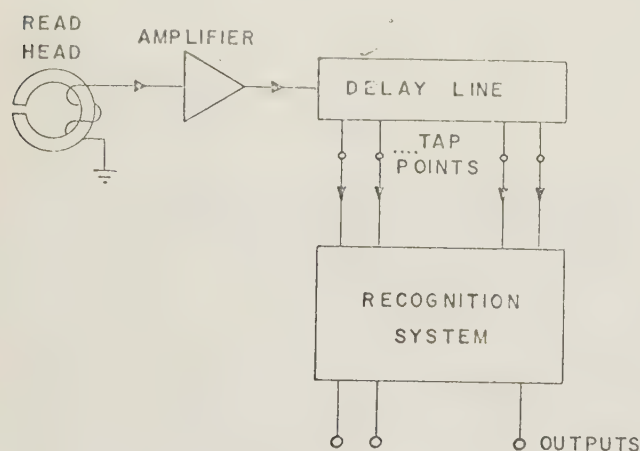 READ
HEAD
AMPLIFIER
DELAY LINE
.... TAP
POINTS
RECOGNITION
SYSTEM
OUTPUTS